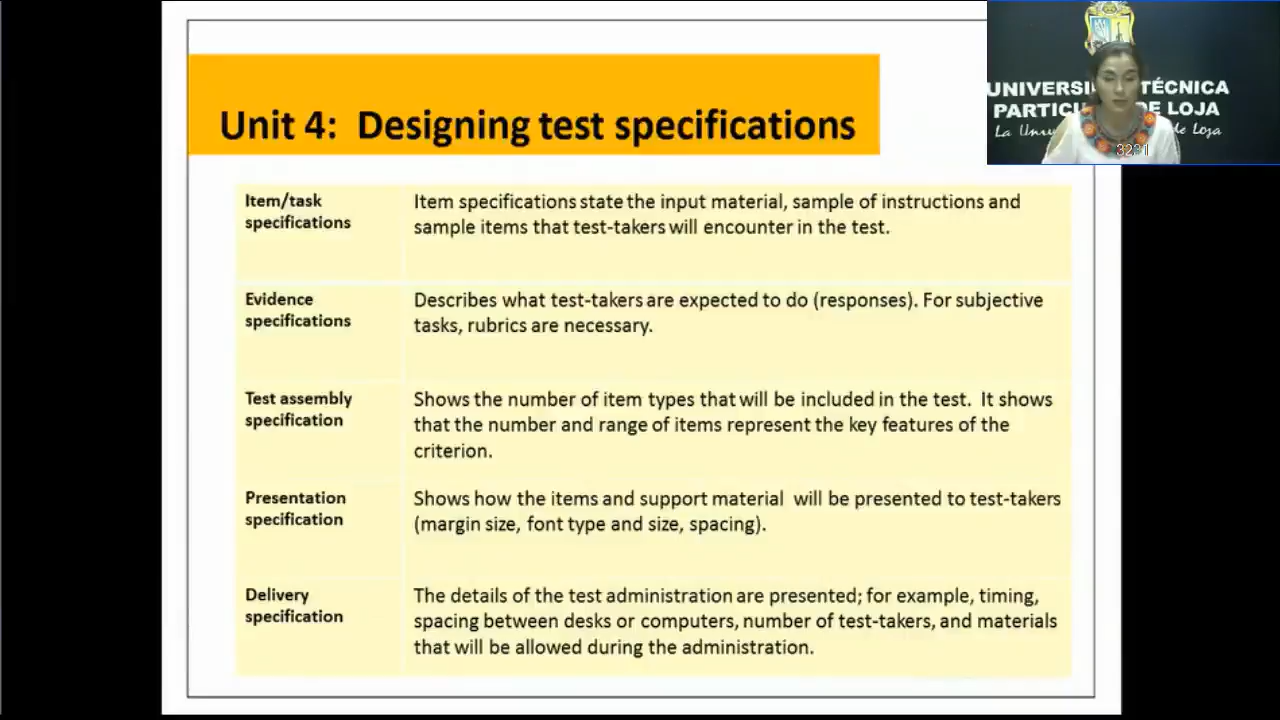 Unit 4: Designing test specifications
UNIVERSI TÉCNICA
PARTICU DE LOJA
La de Loja
3231
Item/task
specifications
Item specifications state the input material, sample of instructions and
sample items that test-takers will encounter in the test.
Evidence
specifications
Describes what test-takers are expected to do (responses). For subjective
tasks, rubrics are necessary.
Test assembly
specification
Shows the number of item types that will be included in the test. It shows
that the number and range of items represent the key features of the
criterion.
Presentation
specification
Shows how the items and support material will be presented to test-takers
(margin size, font type and size, spacing).
Delivery
specification
The details of the test administration are presented; for example, timing,
spacing between desks or computers, number of test-takers, and materials
that will be allowed during the administration.